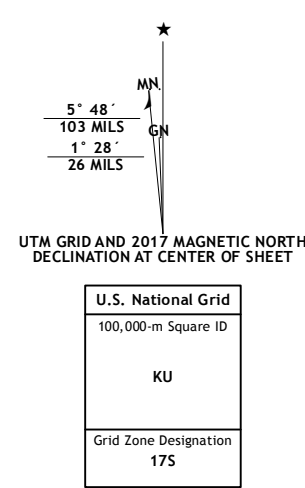 MN
5° 48´
103 MILS
GN
1° 28´
26 MILS
UTM GRID AND 2017 MAGNETIC NORTH
DECLINATION AT CENTER OF SHEET
U.S. National Grid
100,000-m Square ID
KU
Grid Zone Designation
17S